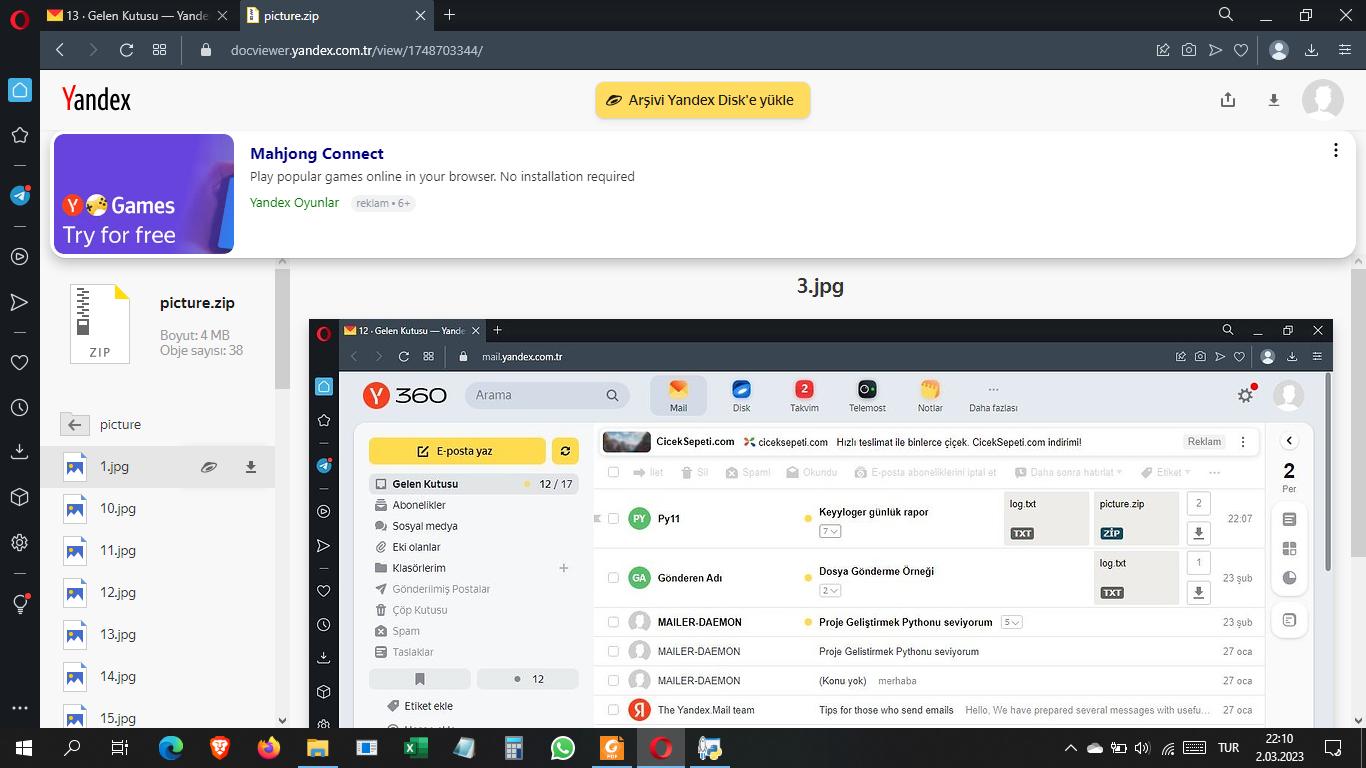 13 · Gelen Kutusu — Yande
picture.zip
docviewer.yandex.com.tr/view/1748703344/
Yandex
Arşivi Yandex Disk'e yükle
Games
Try for free
Mahjong Connect
Play popular games online in your browser. No installation required
Yandex Oyunlar reklam • 6+
ZIP
picture.zip
Boyut: 4 MB
Obje sayısı: 38
picture
1.jpg
10.jpg
11.jpg
12.jpg
13.jpg
14.jpg
15.jpg
3.jpg
12 · Gelen Kutusu — Yande
mail.yandex.com.tr
Y 360
Arama
Mail
Disk
2
Takvim
Telemost
Notlar
Daha fazlası
E-posta yaz
Gelen Kutusu 12 / 17
Abonelikler
Sosyal medya
Eki olanlar
Klasörlerim
Gönderilmiş Postalar
Çöp Kutusu
Spam
Taslaklar
12
Etiket ekle
CicekSepeti.com ciceksepeti.com Hızlı teslimat ile binlerce çiçek. CicekSepeti.com indirimi! Reklam
İlet Sil Spam! Okundu E-posta aboneliklerini iptal et Daha sonra hatırlat Etiket
PY Py11 Keyyloger günlük rapor 7 log.txt TXT picture.zip ZİP 2 22:07
GA Gönderen Adı Dosya Gönderme Örneği 2 log.txt TXT 1 23 şub
MAILER-DAEMON Proje Geliştirmek Pythonu seviyorum 5 23 şub
MAILER-DAEMON Proje Gelistirmek Pythonu seviyorum 27 oca
MAILER-DAEMON (Konu yok) merhaba 27 oca
Я The Yandex.Mail team Tips for those who send emails Hello, We have prepared several messages with usefu... 27 oca
2
Per
TUR
22:10
2.03.2023